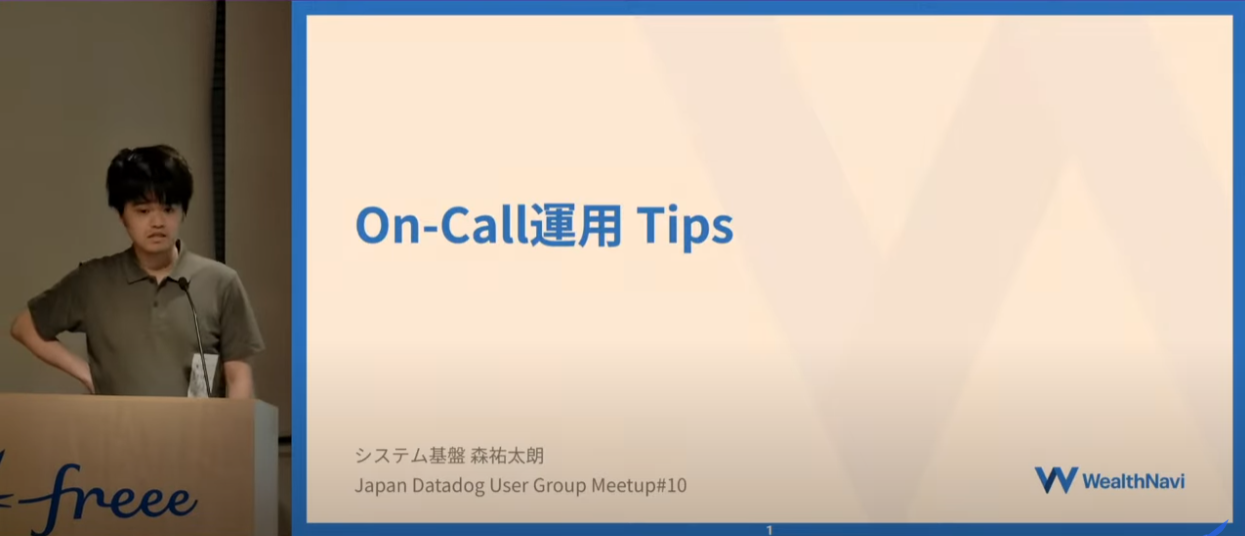 On-Call運用 Tips
システム基盤 森祐太朗
Japan Datadog User Group Meetup#10
WealthNavi
1
freee